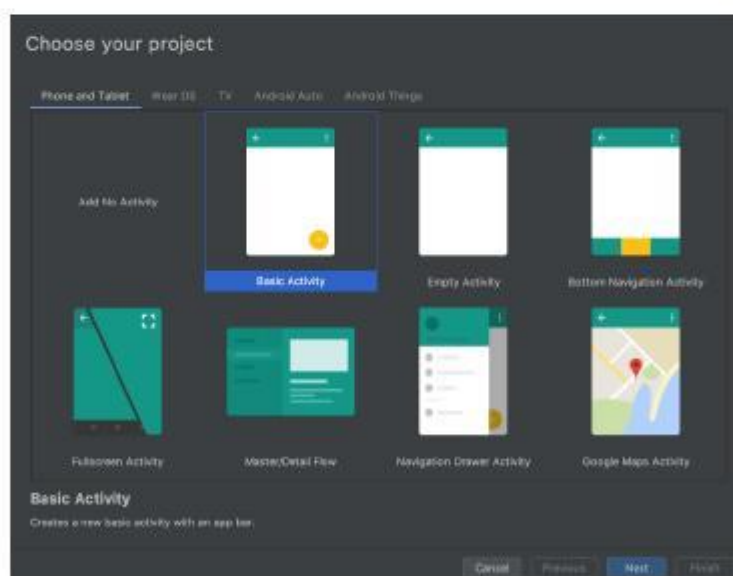 Choose your project
Phone and Tablet Wear OS TV Android Auto Android Things
Add No Activity
Basic Activity
Empty Activity
Bottom Navigation Activity
Fullscreen Activity
Master/Detail Flow
Navigation Drawer Activity
Google Maps Activity
Basic Activity
Creates a new basic activity with an app bar.
Cancel Previous Next Finish